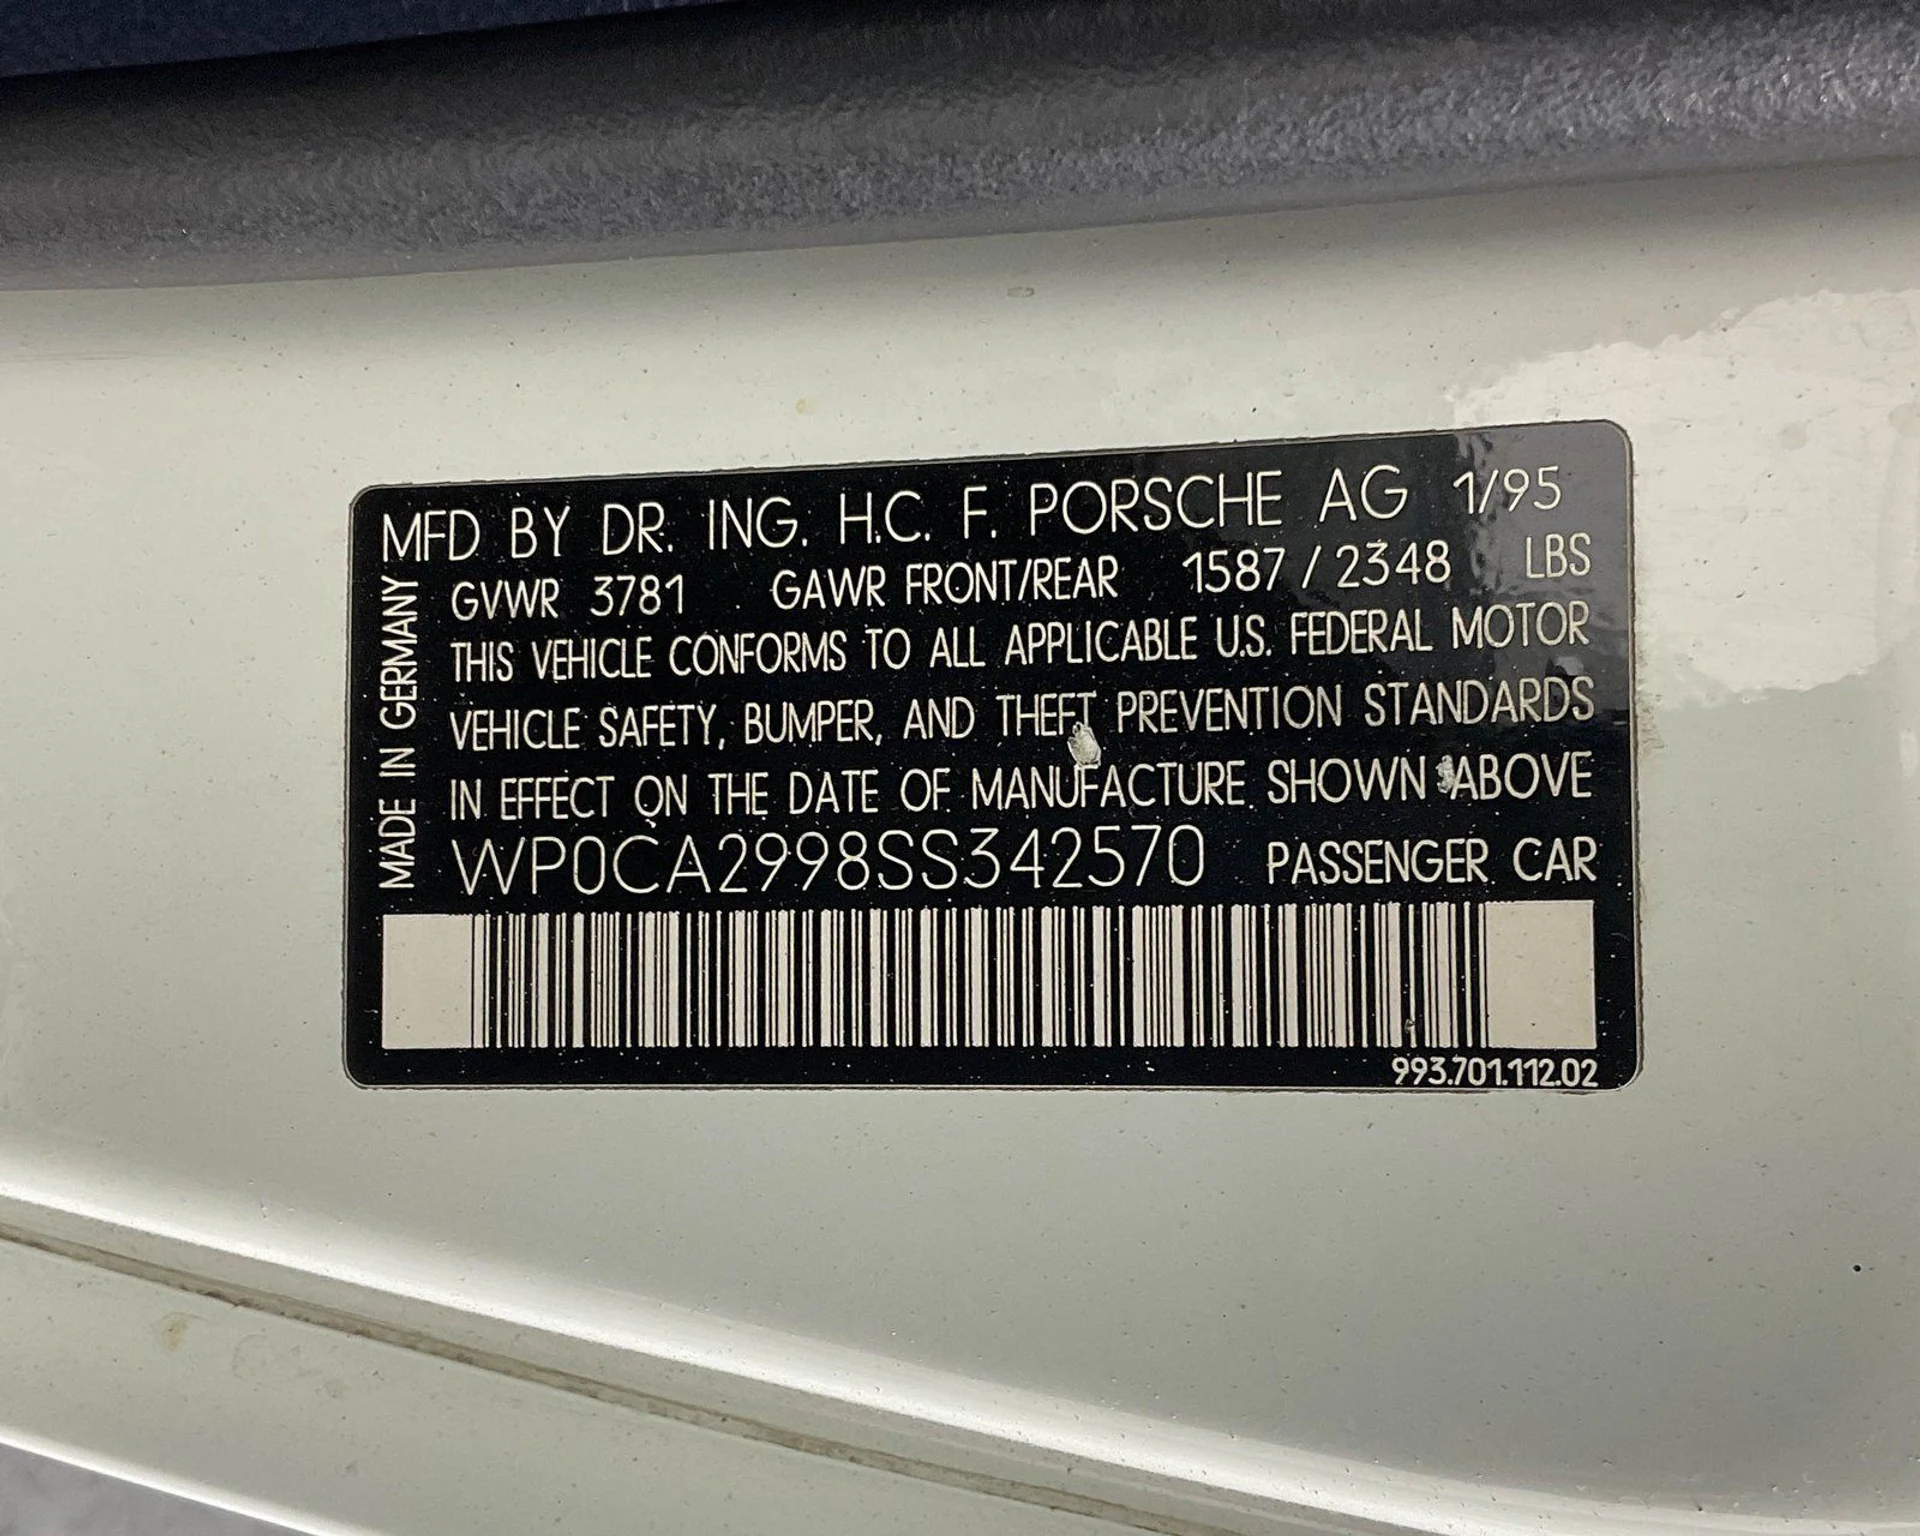 MFD BY DR. ING. H.C. F. PORSCHE AG 1/95
GVWR 3781 GAWR FRONT/REAR 1587 / 2348 LBS
THIS VEHICLE CONFORMS TO ALL APPLICABLE U.S. FEDERAL MOTOR
VEHICLE SAFETY, BUMPER, AND THEFT PREVENTION STANDARDS
IN EFFECT ON THE DATE OF MANUFACTURE SHOWN ABOVE
WP0CA2998SS342570 PASSENGER CAR
MADE IN GERMANY
993.701.112.02